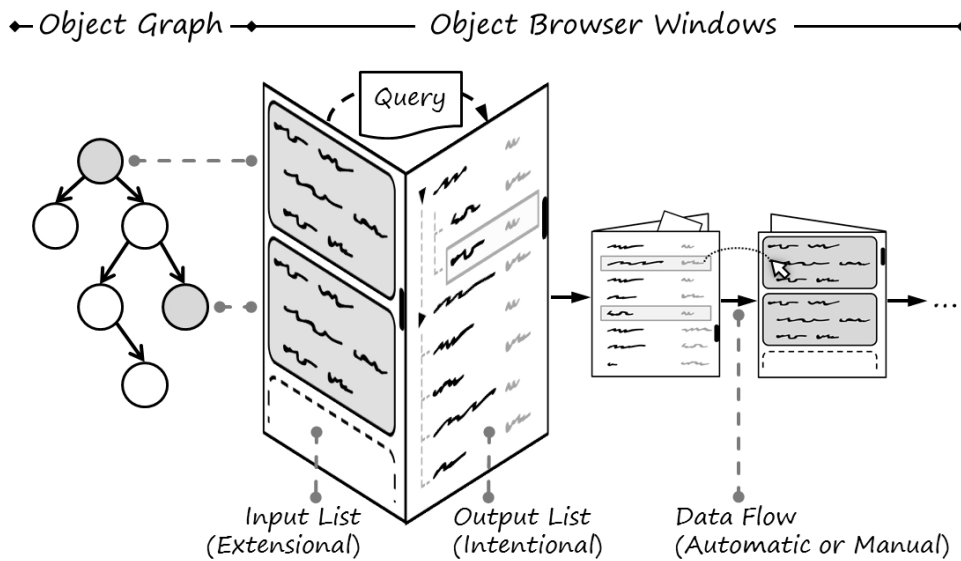 Object Graph
Object Browser Windows
Query
...
Input List
(Extensional)
Output List
(Intentional)
Data Flow
(Automatic or Manual)